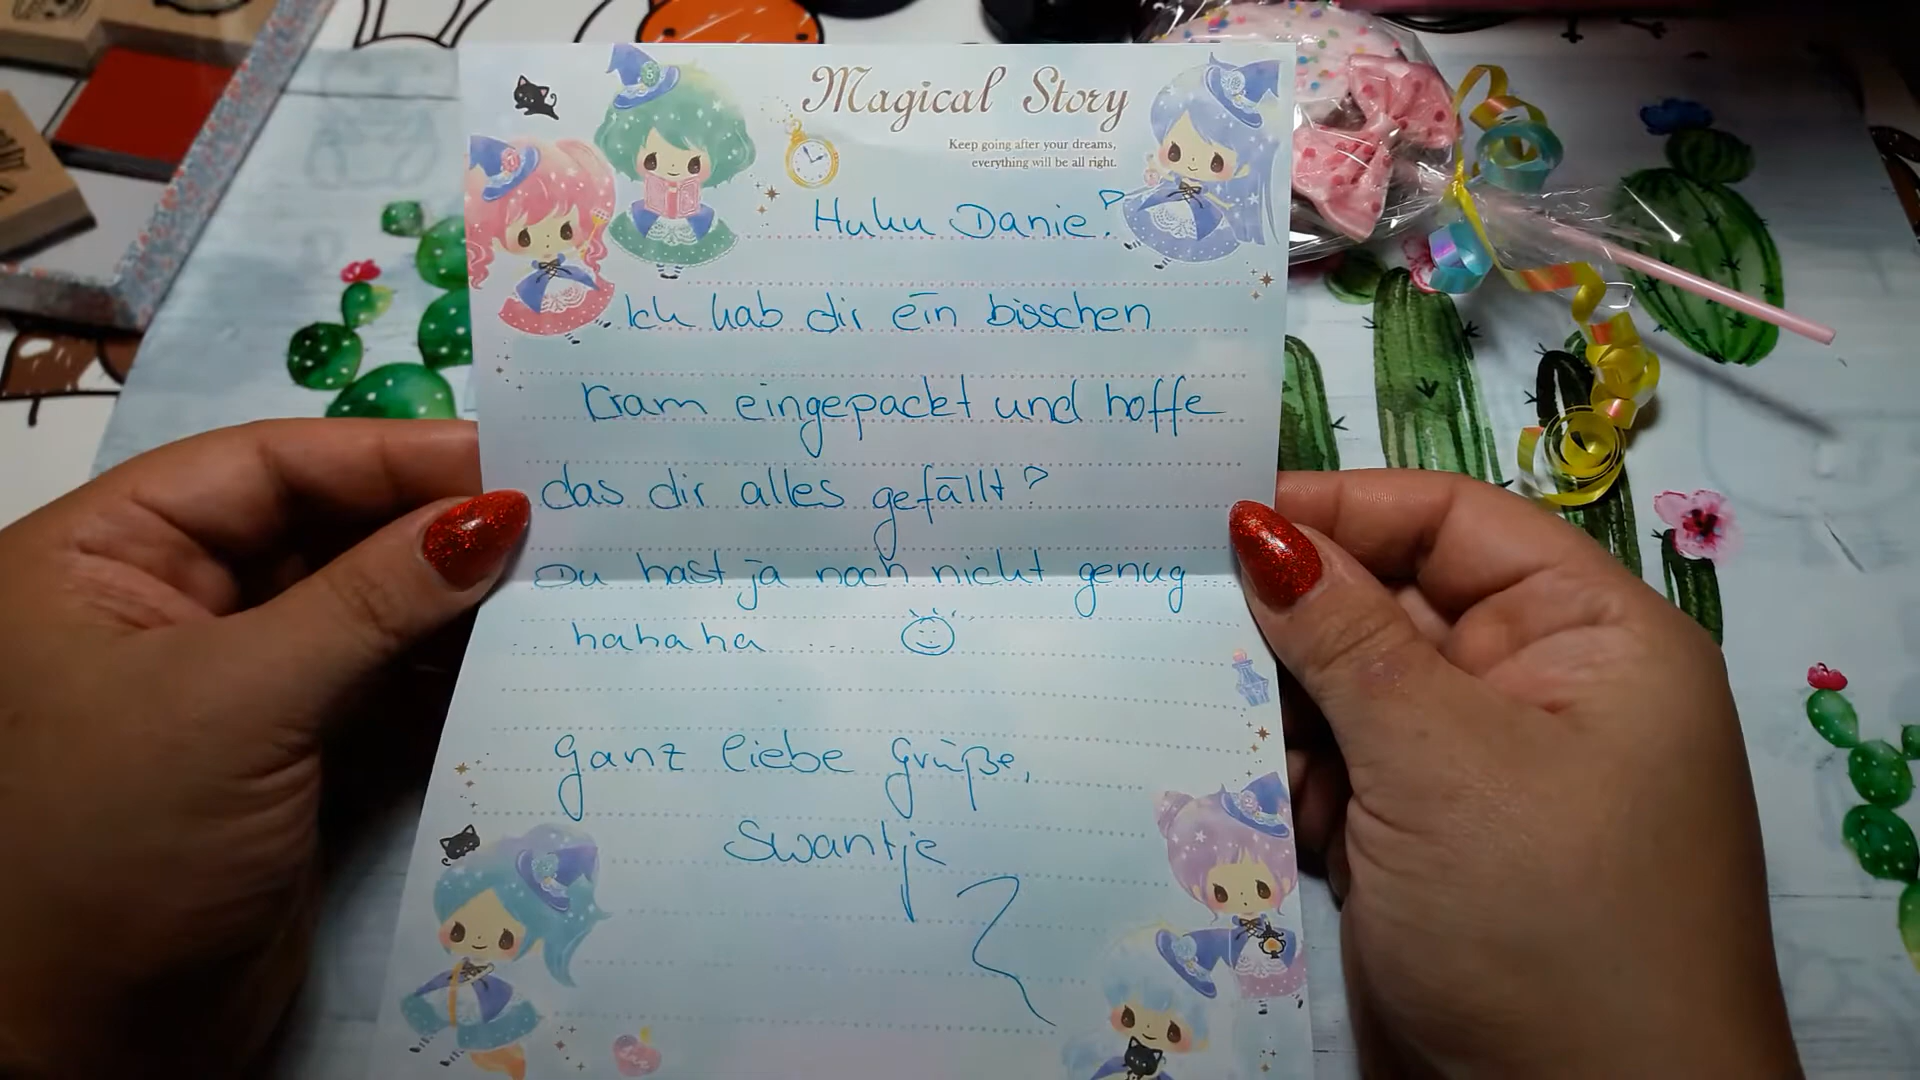 Magical Story
Keep going after your dreams,
everything will be all right.
Huhu Danie!
Ich hab dir ein bisschen
Kram eingepackt und hoffe
das dir alles gefällt?
Du hast ja noch nicht genug
... hahaha ......
Ganz liebe Grüße,
Swantje